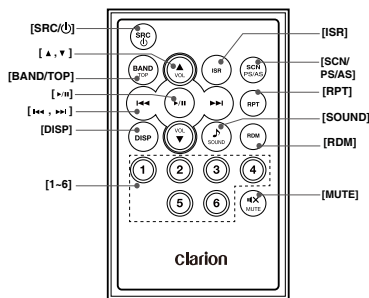 [SRC/⏻]
[▲,▼]
[BAND/TOP]
[▶/II]
[I◀◀ , ▶▶I]
[DISP]
[1~6]
[ISR]
[SCN/
PS/AS]
[RPT]
[SOUND]
[RDM]
[MUTE]
SRC
⏻
BAND
TOP
▲
VOL
ISR
SCN
PS/AS
I◀◀
▶/II
▶▶I
RPT
DISP
VOL
▼
♪
SOUND
RDM
1
2
3
4
5
6
MUTE
clarion